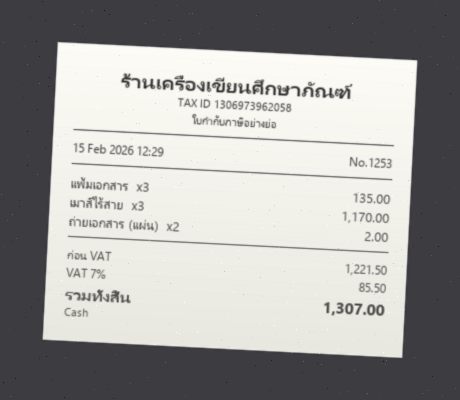 ร้านเครื่องเขียนศึกษาภัณฑ์
TAX ID 1306973962058
ใบกำกับภาษีอย่างย่อ
15 Feb 2026 12:29 No.1253
แฟ้มเอกสาร x3 135.00
เมาส์ไร้สาย x3 1,170.00
ถ่ายเอกสาร (แผ่น) x2 2.00
ก่อน VAT 1,221.50
VAT 7% 85.50
รวมทั้งสิ้น 1,307.00
Cash